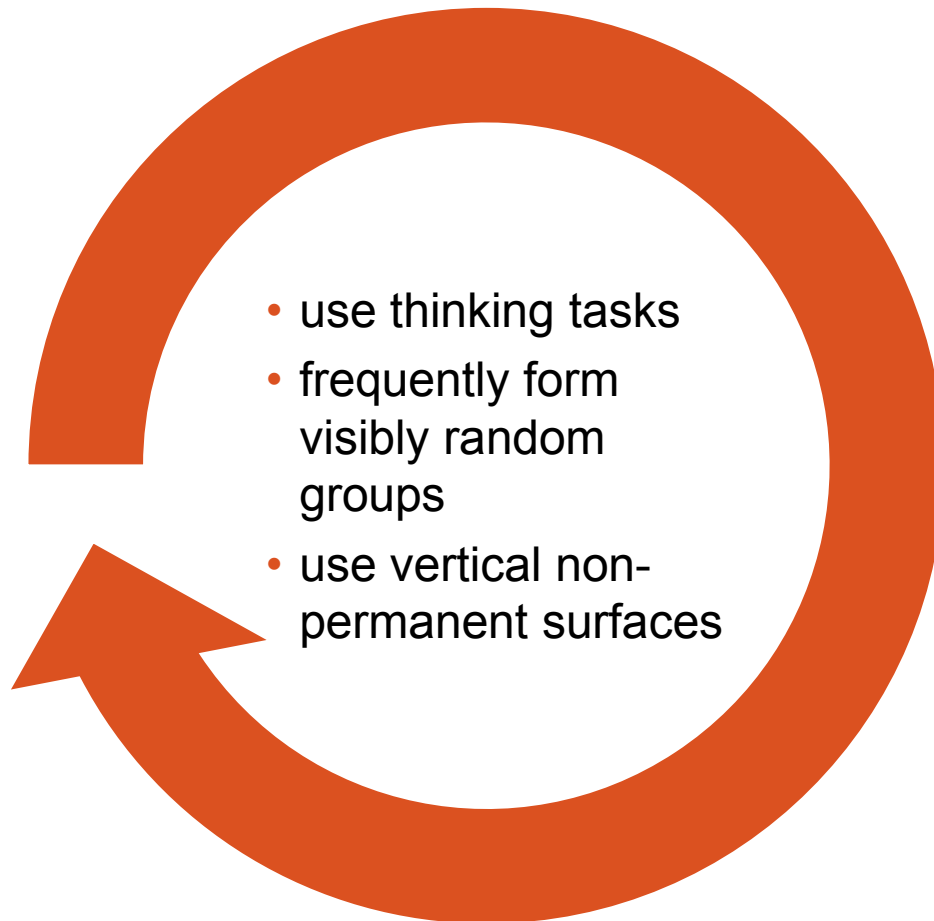 • use thinking tasks
• frequently form
visibly random
groups
• use vertical non-
permanent surfaces